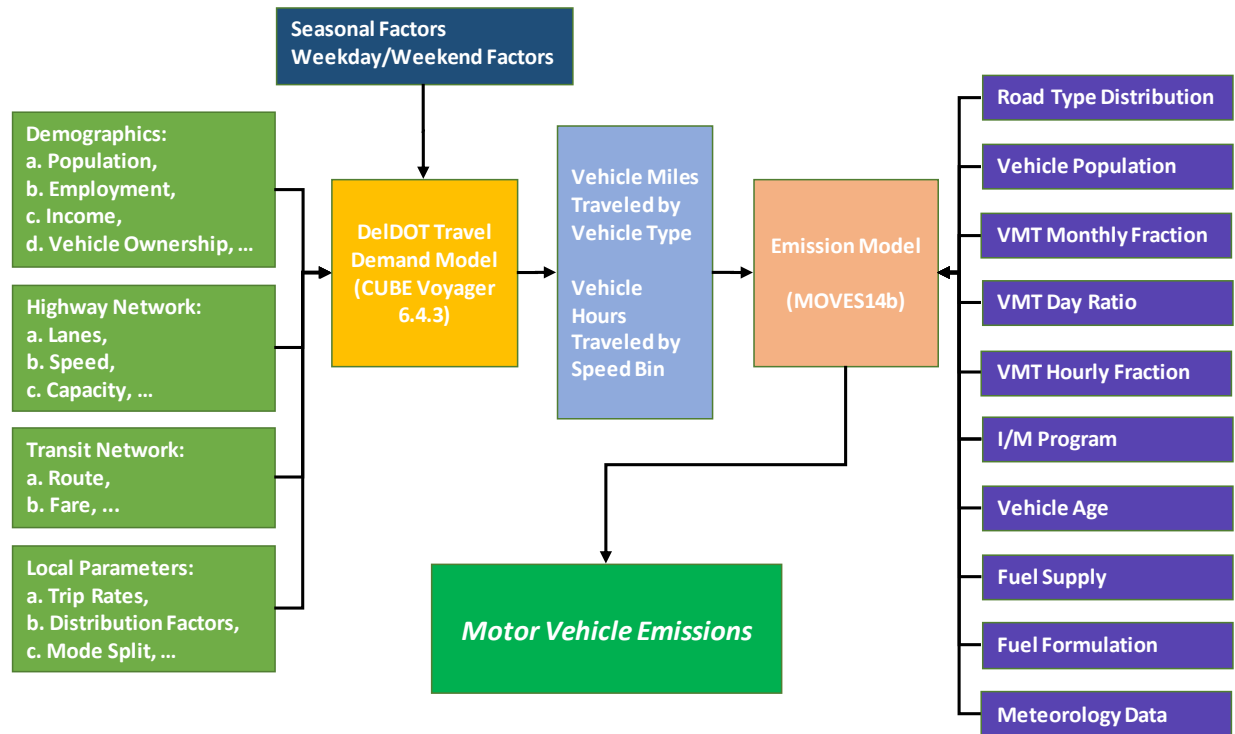 Seasonal Factors
Weekday/Weekend Factors
Demographics:
a. Population,
b. Employment,
c. Income,
d. Vehicle Ownership, ...
Highway Network:
a. Lanes,
b. Speed,
c. Capacity, ...
Transit Network:
a. Route,
b. Fare, ...
Local Parameters:
a. Trip Rates,
b. Distribution Factors,
c. Mode Split, ...
DelDOT Travel
Demand Model
(CUBE Voyager
6.4.3)
Vehicle Miles
Traveled by
Vehicle Type
Vehicle
Hours
Traveled by
Speed Bin
Emission Model
(MOVES14b)
Motor Vehicle Emissions
Road Type Distribution
Vehicle Population
VMT Monthly Fraction
VMT Day Ratio
VMT Hourly Fraction
I/M Program
Vehicle Age
Fuel Supply
Fuel Formulation
Meteorology Data